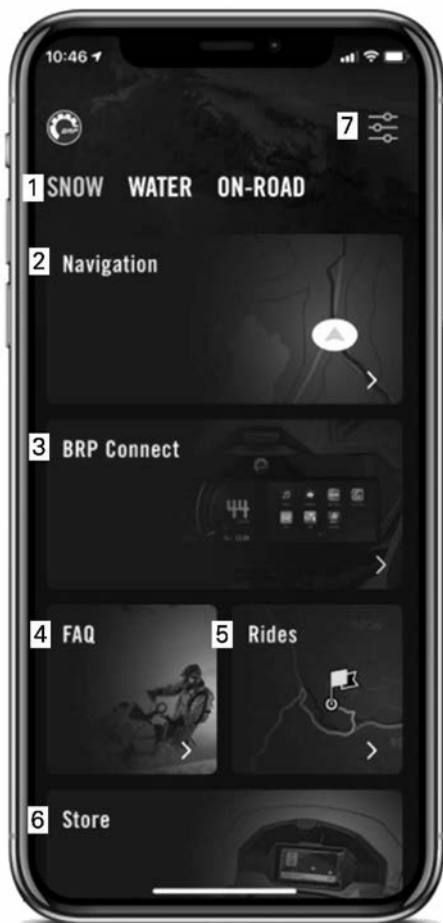 10:46
7
1 SNOW WATER ON-ROAD
2 Navigation
3 BRP Connect
44
4 FAQ
5 Rides
6 Store